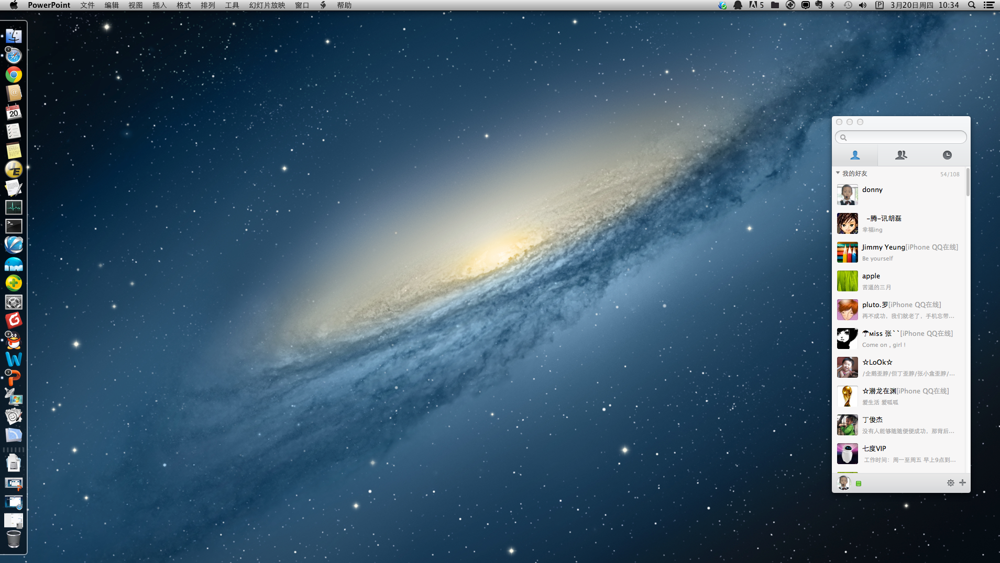 PowerPoint 文件 编辑 视图 插入 格式 排列 工具 幻灯片放映 窗口 帮助 5 P 3月20日周四 10:34
20
我的好友 54/108
donny
-腾-讯胡磊
幸福ing
Jimmy Yeung[iPhone QQ在线]
Be yourself
apple
苦逼的三月
pluto.罗[iPhone QQ在线]
再不成功，我们就老了，手机忘带...
☂мiss 张``[iPhone QQ在线]
Come on , girl !
☆LoOk☆
/企鹅歪脖/但丁歪脖/张小盒歪脖/...
☆潜龙在渊[iPhone QQ在线]
爱生活 爱呱呱
丁俊杰
没有人能够随随便便成功，那背后...
七度VIP
工作时间：周一至周五 早上9点到...